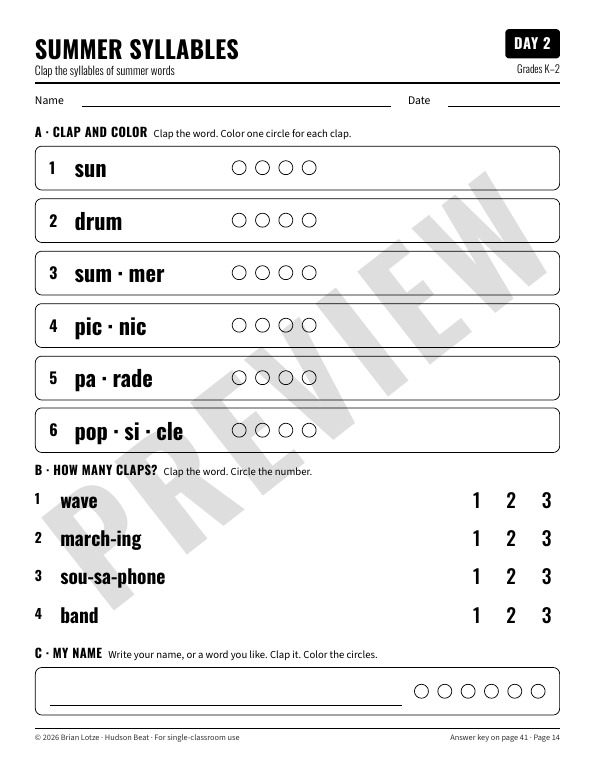 SUMMER SYLLABLES
DAY 2
Clap the syllables of summer words
Grades K–2
Name
Date
A · CLAP AND COLOR Clap the word. Color one circle for each clap.
1 sun
2 drum
3 sum · mer
4 pic · nic
5 pa · rade
6 pop · si · cle
B · HOW MANY CLAPS? Clap the word. Circle the number.
1 wave 1 2 3
2 march-ing 1 2 3
3 sou-sa-phone 1 2 3
4 band 1 2 3
C · MY NAME Write your name, or a word you like. Clap it. Color the circles.
© 2026 Brian Lotze · Hudson Beat · For single-classroom use
Answer key on page 41 · Page 14
PREVIEW